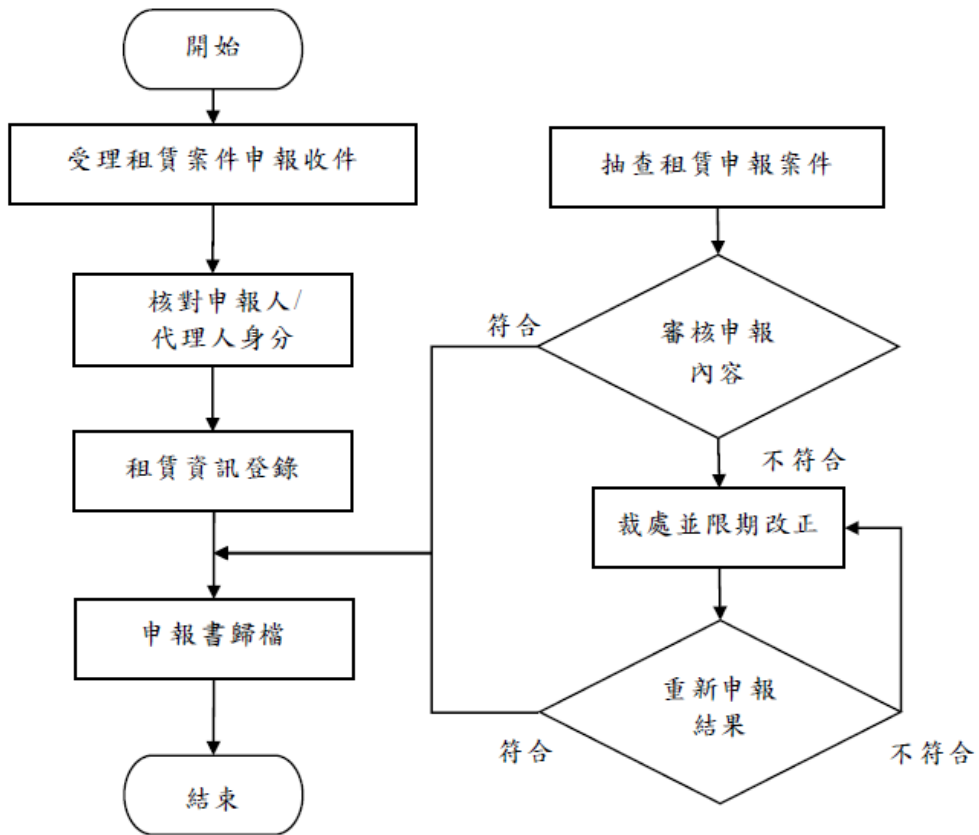 開始
受理租賃案件申報收件
核對申報人/
代理人身分
租賃資訊登錄
申報書歸檔
結束
抽查租賃申報案件
審核申報
內容
符合
不符合
裁處並限期改正
重新申報
結果
符合
不符合